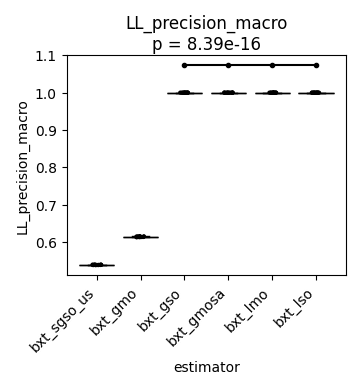 LL_precision_macro
p = 8.39e-16
LL_precision_macro
1.1
1.0
0.9
0.8
0.7
0.6
bxt_sgso_us
bxt_gmo
bxt_gso
bxt_gmosa
bxt_lmo
bxt_lso
estimator